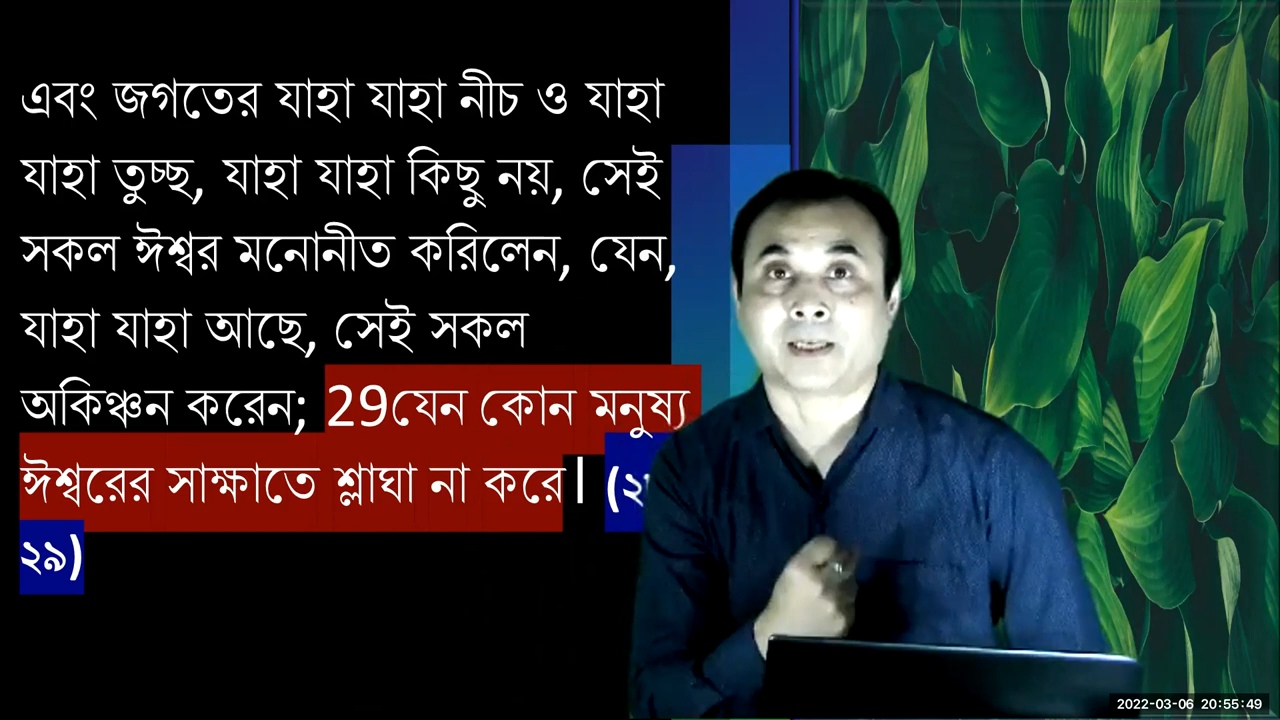 এবং জগতের যাহা যাহা নীচ ও যাহা
যাহা তুচ্ছ, যাহা যাহা কিছু নয়, সেই
সকল ঈশ্বর মনোনীত করিলেন, যেন,
যাহা যাহা আছে, সেই সকল
অকিঞ্চন করেন; 29যেন কোন মনুষ্য
ঈশ্বরের সাক্ষাতে শ্লাঘা না করে।
২৯)
2022-03-06 20:55:49